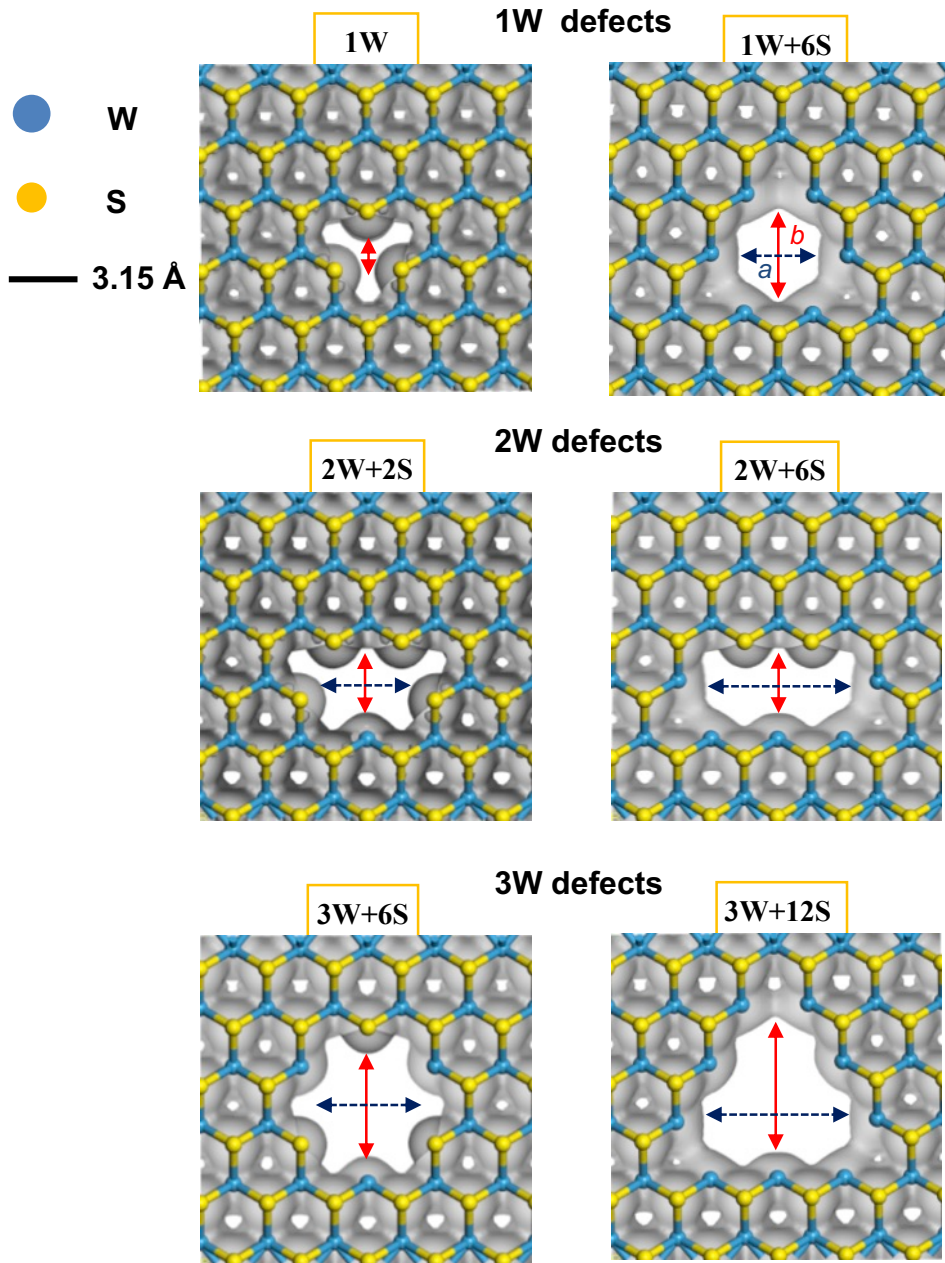 1W defects
1W
1W+6S
W
S
3.15 Å
b
a
2W defects
2W+2S
2W+6S
3W defects
3W+6S
3W+12S